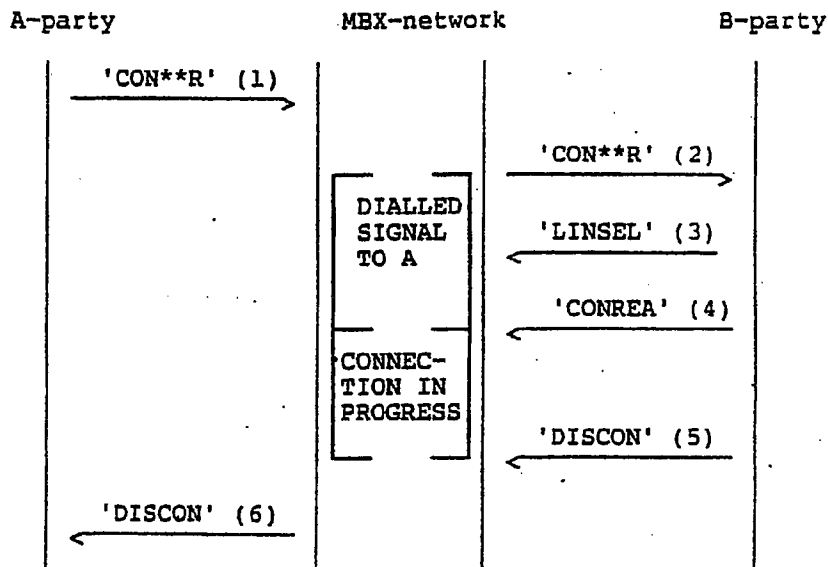 A-party MBX-network B-party
'CON**R' (1)
'CON**R' (2)
DIALLED
SIGNAL
TO A
'LINSEL' (3)
'CONREA' (4)
CONNEC-
TION IN
PROGRESS
'DISCON' (5)
'DISCON' (6)